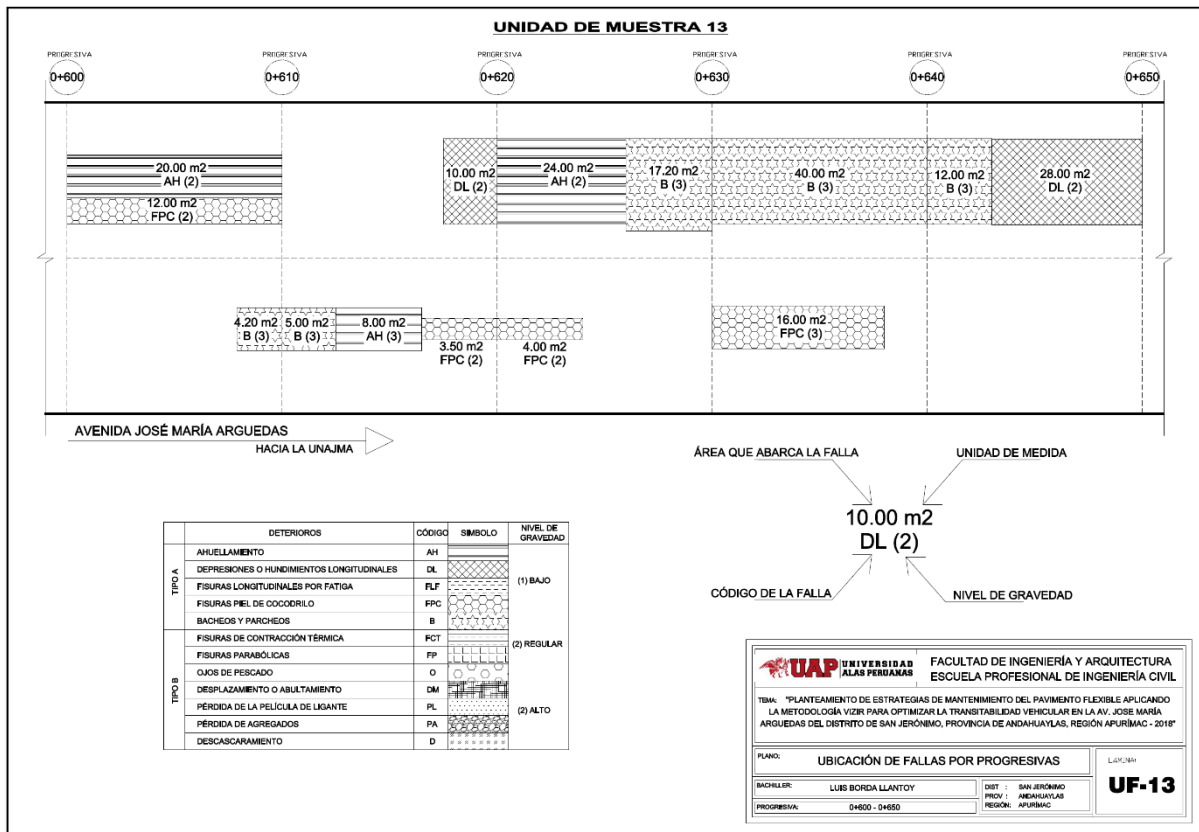 UNIDAD DE MUESTRA 13
PROGRESIVA PROGRESIVA PROGRESIVA PROGRESIVA PROGRESIVA PROGRESIVA
0+600 0+610 0+620 0+630 0+640 0+650
20.00 m2
AH (2)
12.00 m2
FPC (2)
10.00 m2
DL (2)
24.00 m2
AH (2)
17.20 m2
B (3)
40.00 m2
B (3)
12.00 m2
B (3)
28.00 m2
DL (2)
4.20 m2
B (3)
5.00 m2
B (3)
8.00 m2
AH (3)
3.50 m2
FPC (2)
4.00 m2
FPC (2)
16.00 m2
FPC (3)
AVENIDA JOSÉ MARÍA ARGUEDAS
HACIA LA UNAJMA
ÁREA QUE ABARCA LA FALLA
UNIDAD DE MEDIDA
10.00 m2
DL (2)
CÓDIGO DE LA FALLA
NIVEL DE GRAVEDAD
DETERIOROS CÓDIGO SIMBOLO NIVEL DE GRAVEDAD
TIPO A
AHUELLAMIENTO AH
DEPRESIONES O HUNDIMIENTOS LONGITUDINALES DL
(1) BAJO
FISURAS LONGITUDINALES POR FATIGA FLF
FISURAS PIEL DE COCODRILO FPC
BACHEOS Y PARCHEOS B
TIPO B
FISURAS DE CONTRACCIÓN TÉRMICA FCT
(2) REGULAR
FISURAS PARABÓLICAS FP
OJOS DE PESCADO O
DESPLAZAMIENTO O ABULTAMIENTO DM
PÉRDIDA DE LA PELÍCULA DE LIGANTE PL
(2) ALTO
PÉRDIDA DE AGREGADOS PA
DESCASCARAMIENTO D
UAP UNIVERSIDAD ALAS PERUANAS
FACULTAD DE INGENIERÍA Y ARQUITECTURA
ESCUELA PROFESIONAL DE INGENIERÍA CIVIL
TEMA: "PLANTEAMIENTO DE ESTRATEGIAS DE MANTENIMIENTO DEL PAVIMENTO FLEXIBLE APLICANDO
LA METODOLOGÍA VIZIR PARA OPTIMIZAR LA TRANSITABILIDAD VEHICULAR EN LA AV. JOSE MARÍA
ARGUEDAS DEL DISTRITO DE SAN JERÓNIMO, PROVINCIA DE ANDAHUAYLAS, REGIÓN APURÍMAC - 2018"
PLANO: UBICACIÓN DE FALLAS POR PROGRESIVAS
LAMINA:
UF-13
BACHILLER: LUIS BORDA LLANTOY
DIST : SAN JERÓNIMO
PROV : ANDAHUAYLAS
REGIÓN: APURÍMAC
PROGRESIVA: 0+600 - 0+650